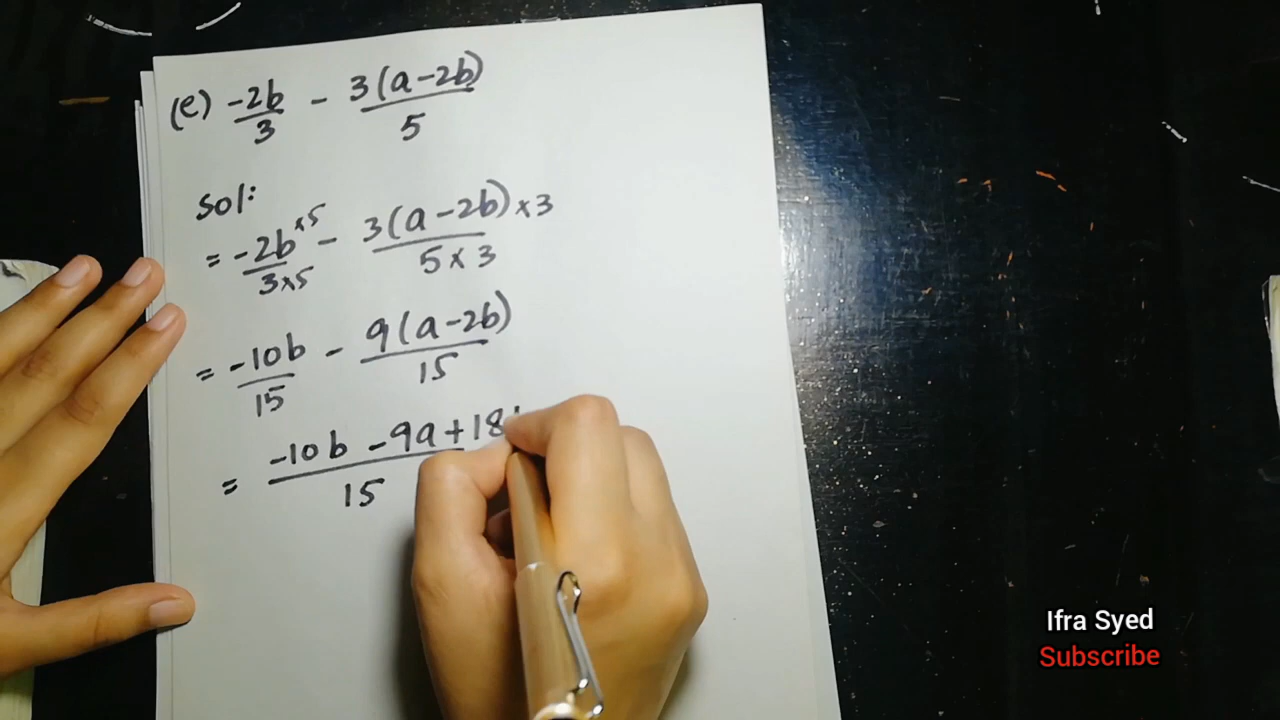 (e) -2b/3 - 3(a-2b)/5
Sol:
= -2b×5/3×5 - 3(a-2b)×3/5×3
= -10b/15 - 9(a-2b)/15
= -10b -9a+18/15
Ifra Syed
Subscribe